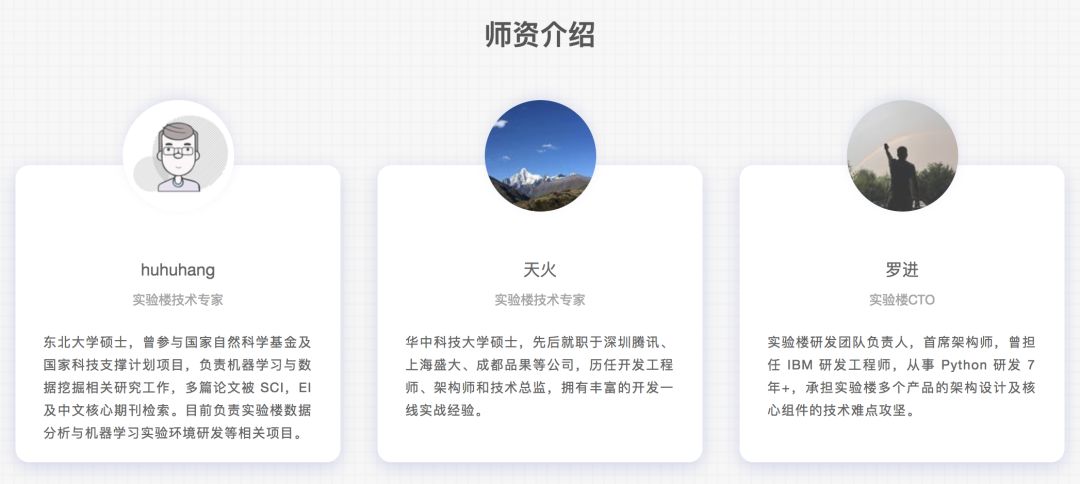 师资介绍
huhuhang
实验楼技术专家
东北大学硕士，曾参与国家自然科学基金及
国家科技支撑计划项目，负责机器学习与数
据挖掘相关研究工作，多篇论文被 SCI，EI
及中文核心期刊检索。目前负责实验楼数据
分析与机器学习实验环境研发等相关项目。
天火
实验楼技术专家
华中科技大学硕士，先后就职于深圳腾讯、
上海盛大、成都品果等公司，历任开发工程
师、架构师和技术总监，拥有丰富的开发一
线实战经验。
罗进
实验楼CTO
实验楼研发团队负责人，首席架构师，曾担
任 IBM 研发工程师，从事 Python 研发 7
年+，承担实验楼多个产品的架构设计及核
心组件的技术难点攻坚。